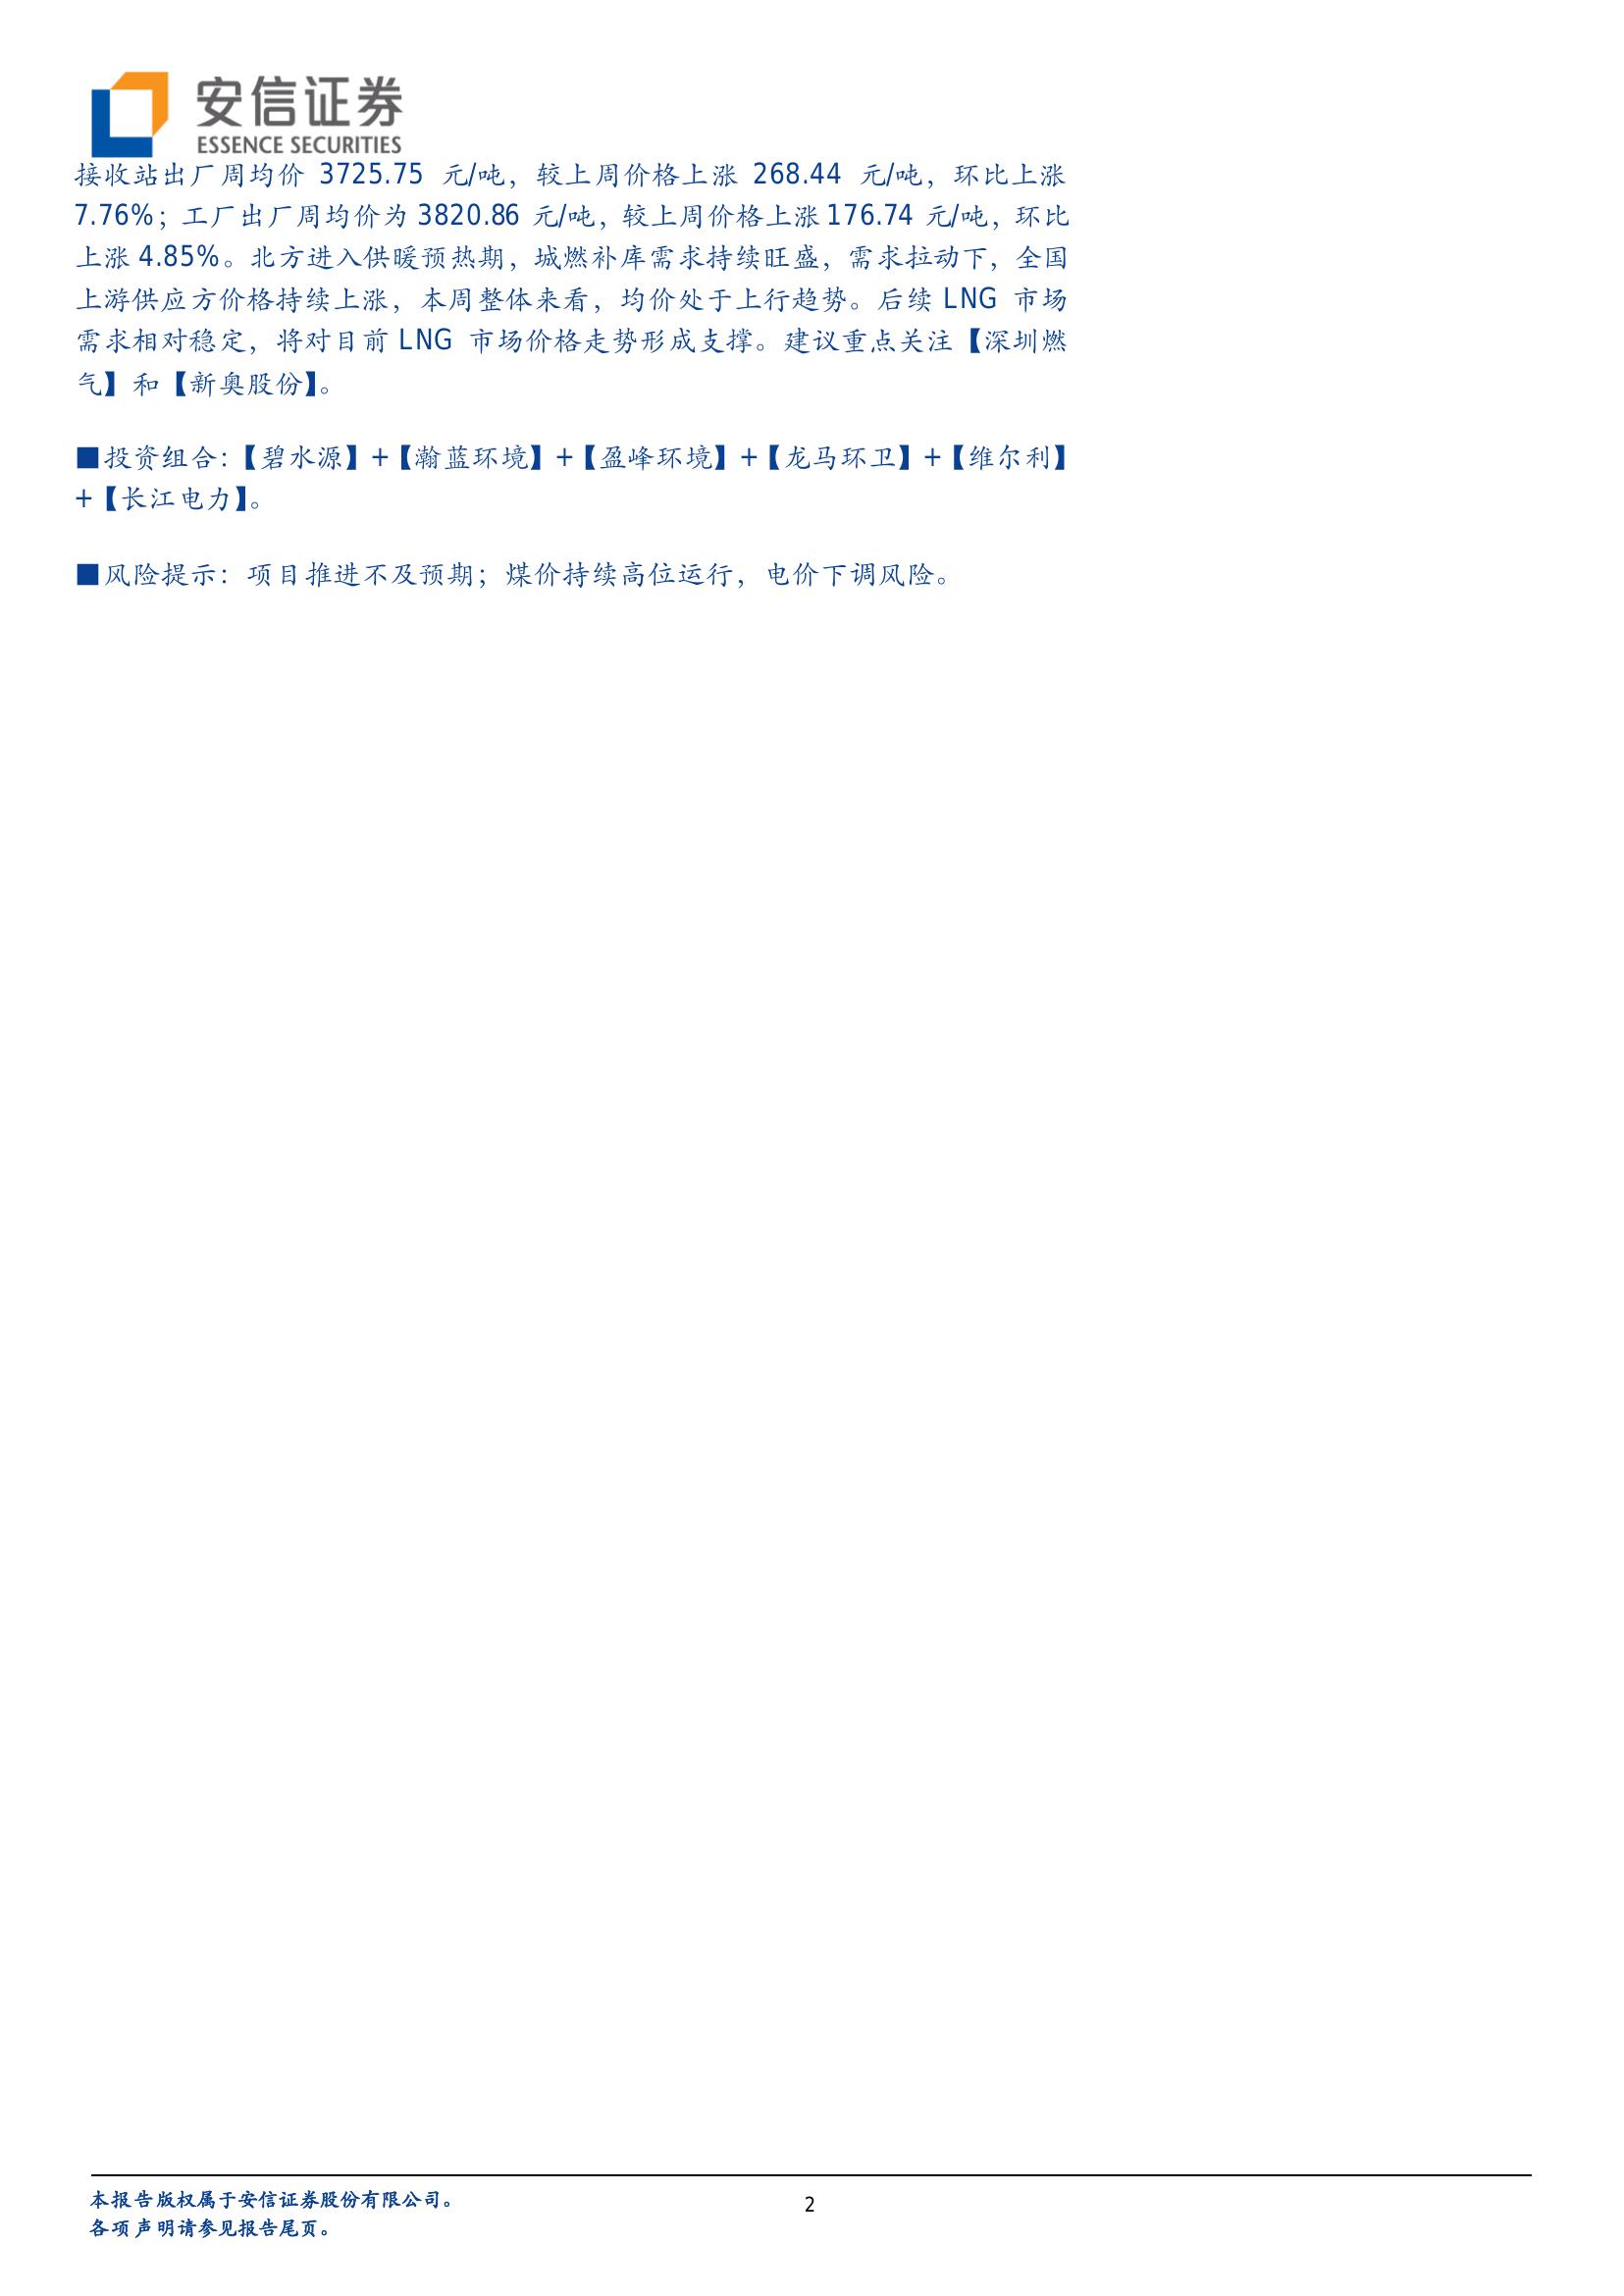 安信证券
ESSENCE SECURITIES
接收站出厂周均价 3725.75 元/吨，较上周价格上涨 268.44 元/吨，环比上涨
7.76%；工厂出厂周均价为 3820.86 元/吨，较上周价格上涨 176.74 元/吨，环比
上涨 4.85%。北方进入供暖预热期，城燃补库需求持续旺盛，需求拉动下，全国
上游供应方价格持续上涨，本周整体来看，均价处于上行趋势。后续 LNG 市场
需求相对稳定，将对目前 LNG 市场价格走势形成支撑。建议重点关注【深圳燃
气】和【新奥股份】。
■投资组合：【碧水源】+【瀚蓝环境】+【盈峰环境】+【龙马环卫】+【维尔利】
+【长江电力】。
■风险提示：项目推进不及预期；煤价持续高位运行，电价下调风险。
本报告版权属于安信证券股份有限公司。
2
各项声明请参见报告尾页。